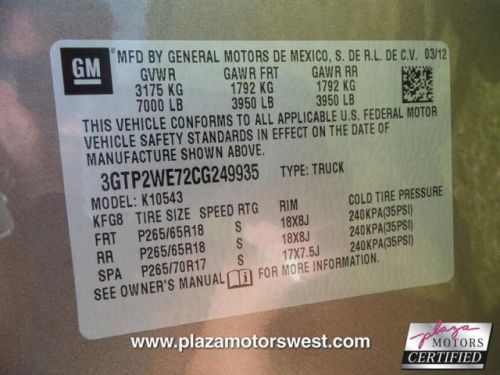 GM MFD BY GENERAL MOTORS DE MEXICO, S. DE R.L. DE C.V. 03/12
GVWR GAWR FRT GAWR RR
3175 KG 1792 KG 1792 KG
7000 LB 3950 LB 3950 LB
THIS VEHICLE CONFORMS TO ALL APPLICABLE U.S. FEDERAL MOTOR
VEHICLE SAFETY STANDARDS IN EFFECT ON THE DATE OF
MANUFACTURE SHOWN ABOVE.
3GTP2WE72CG249935 TYPE: TRUCK
MODEL: K10543
KFG8 TIRE SIZE SPEED RTG RIM COLD TIRE PRESSURE
FRT P265/65R18 S 18X8J 240KPA(35PSI)
RR P265/65R18 S 18X8J 240KPA(35PSI)
SPA P265/70R17 S 17X7.5J 240KPA(35PSI)
SEE OWNER'S MANUAL FOR MORE INFORMATION.
www.plazamotorswest.com
plaza
MOTORS
CERTIFIED